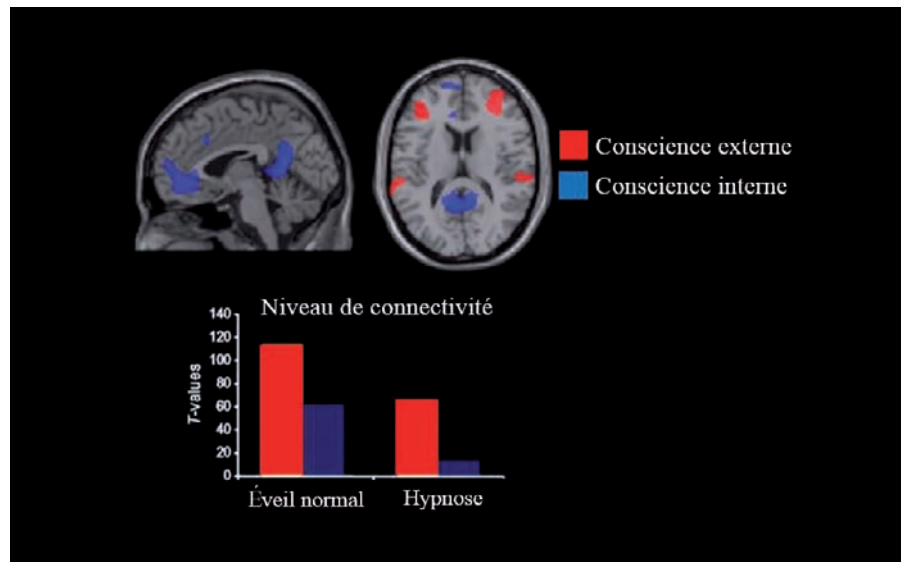 Conscience externe
Conscience interne
Niveau de connectivité
T-values
140
120
100
80
60
40
20
0
Éveil normal
Hypnose